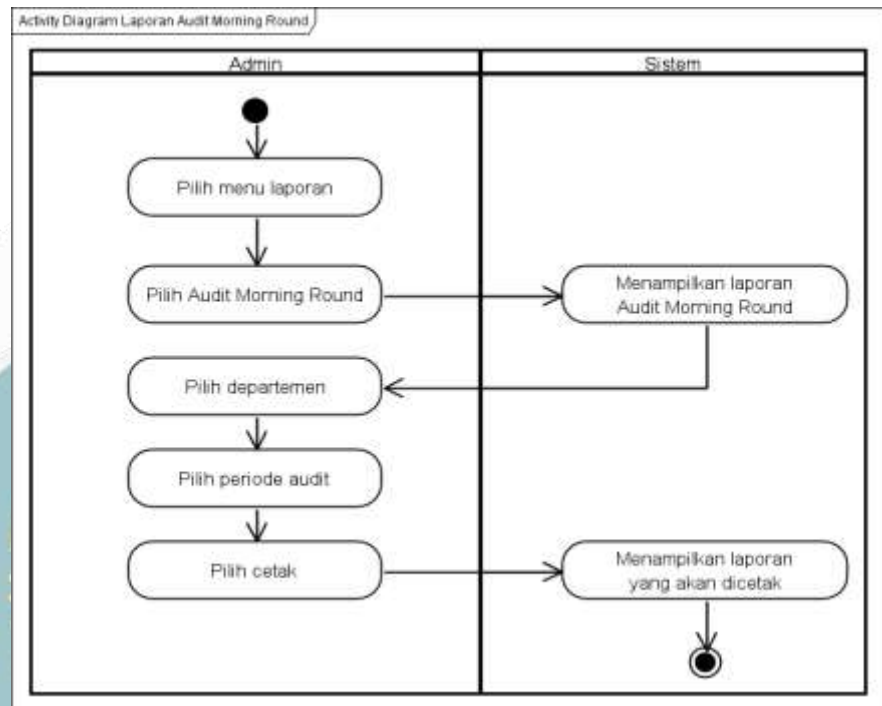 Activity Diagram Laporan Audit Morning Round
Admin
Sistem
Pilih menu laporan
Pilih Audit Morning Round
Menampilkan laporan
Audit Morning Round
Pilih departemen
Pilih periode audit
Pilih cetak
Menampilkan laporan
yang akan dicetak